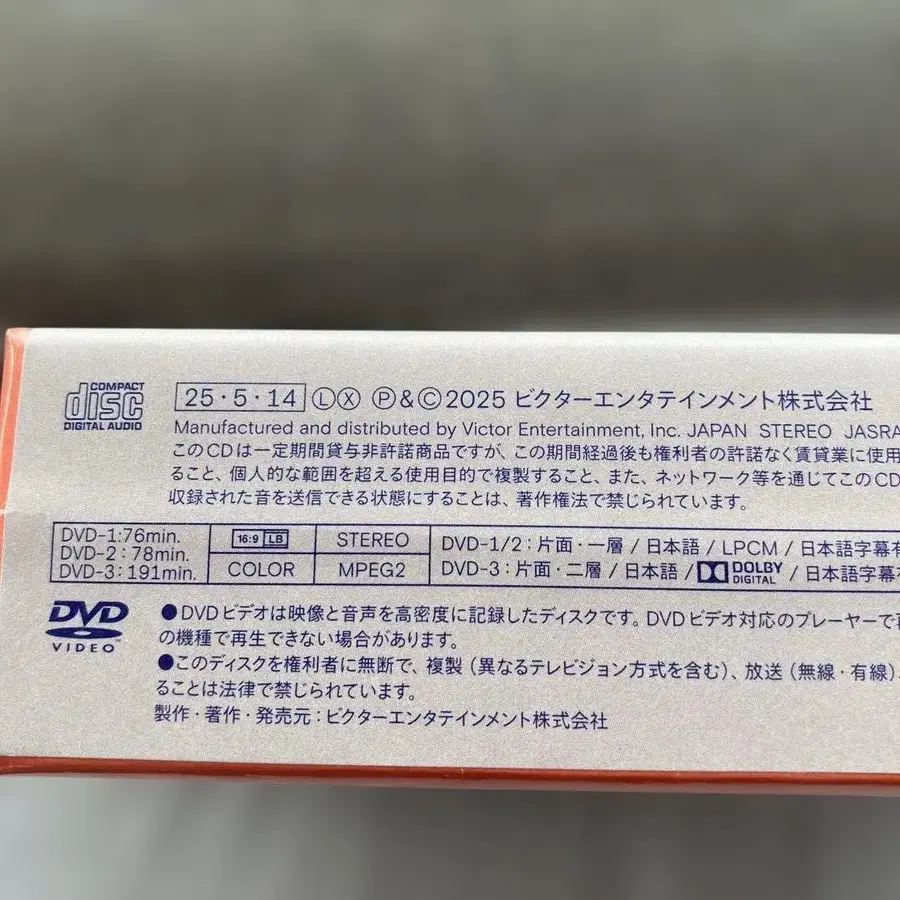 COMPACT
disc
DIGITAL AUDIO
25・5・14 ⓁⓍ Ⓟ&Ⓒ2025 ビクターエンタテインメント株式会社
Manufactured and distributed by Victor Entertainment, Inc. JAPAN STEREO JASRA
このCDは一定期間貸与非許諾商品ですが、この期間経過後も権利者の許諾なく賃貸業に使用
ること、個人的な範囲を超える使用目的で複製すること、また、ネットワーク等を通じてこのCD
収録された音を送信できる状態にすることは、著作権法で禁じられています。
DVD-1:76min.
DVD-2:78min.
DVD-3:191min.
16:9 LB
COLOR
STEREO
MPEG2
DVD-1/2:片面・一層 / 日本語 / LPCM / 日本語字幕有
DVD-3:片面・二層 / 日本語 / DOLBY DIGITAL / 日本語字幕有
DVD
VIDEO™
●DVDビデオは映像と音声を高密度に記録したディスクです。DVDビデオ対応のプレーヤーで再
の機種で再生できない場合があります。
●このディスクを権利者に無断で、複製(異なるテレビジョン方式を含む)、放送(無線・有線)、
ることは法律で禁じられています。
製作・著作・発売元:ビクターエンタテインメント株式会社